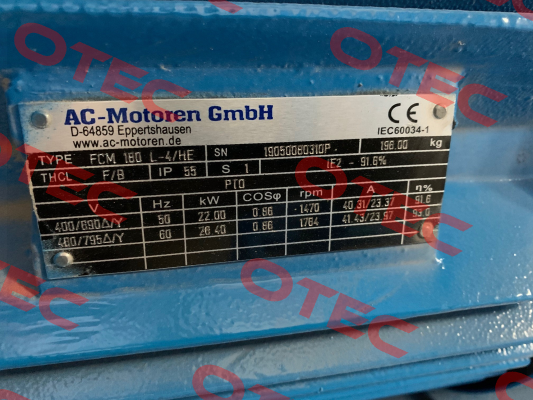 AC-Motoren GmbH
D-64859 Eppertshausen
www.ac-motoren.de
CE
IEC60034-1
TYPE FCM 160 L-4/HE SN 19050080310P 196.00 kg
THCL F/B IP 55 S 1 IE2 - 91.6%
PTO
V Hz kW COSφ rpm A η%
400/690Δ/Y 50 22.00 0.86 1470 40.31/23.37 91.6
460/795Δ/Y 60 26.40 0.86 1764 41.43/23.97 93.0
OTEC
OTEC
OTEC
OTEC
OTEC
OTEC
OTEC